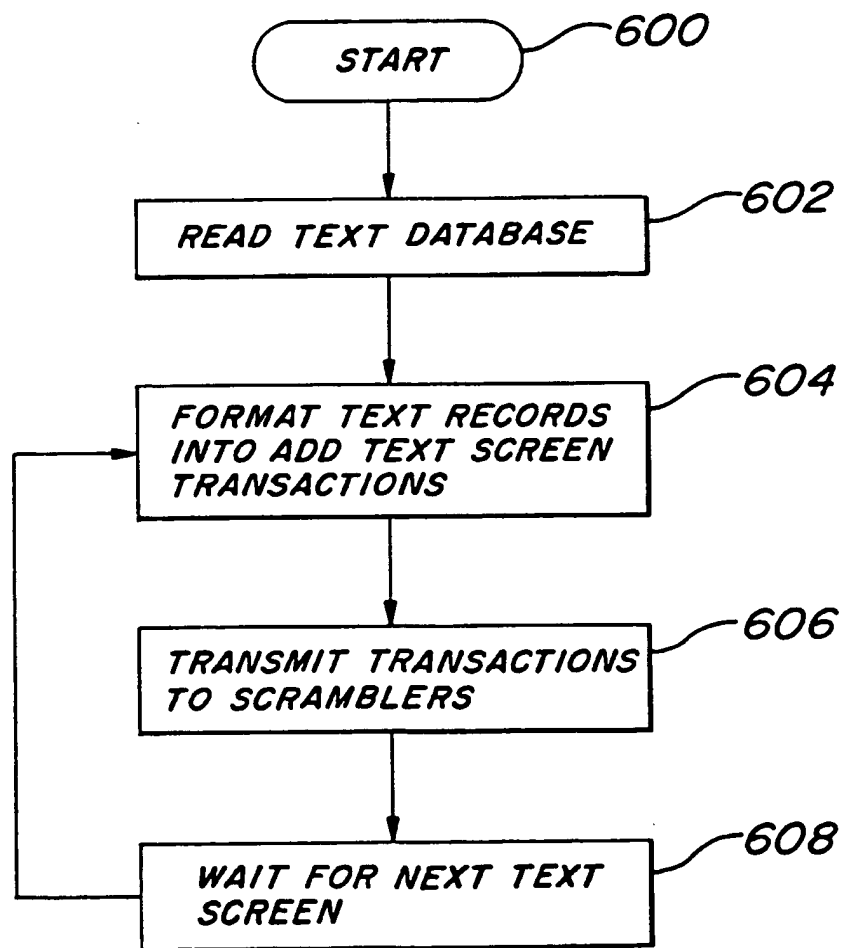 START
600
READ TEXT DATABASE
602
FORMAT TEXT RECORDS
INTO ADD TEXT SCREEN
TRANSACTIONS
604
TRANSMIT TRANSACTIONS
TO SCRAMBLERS
606
WAIT FOR NEXT TEXT
SCREEN
608